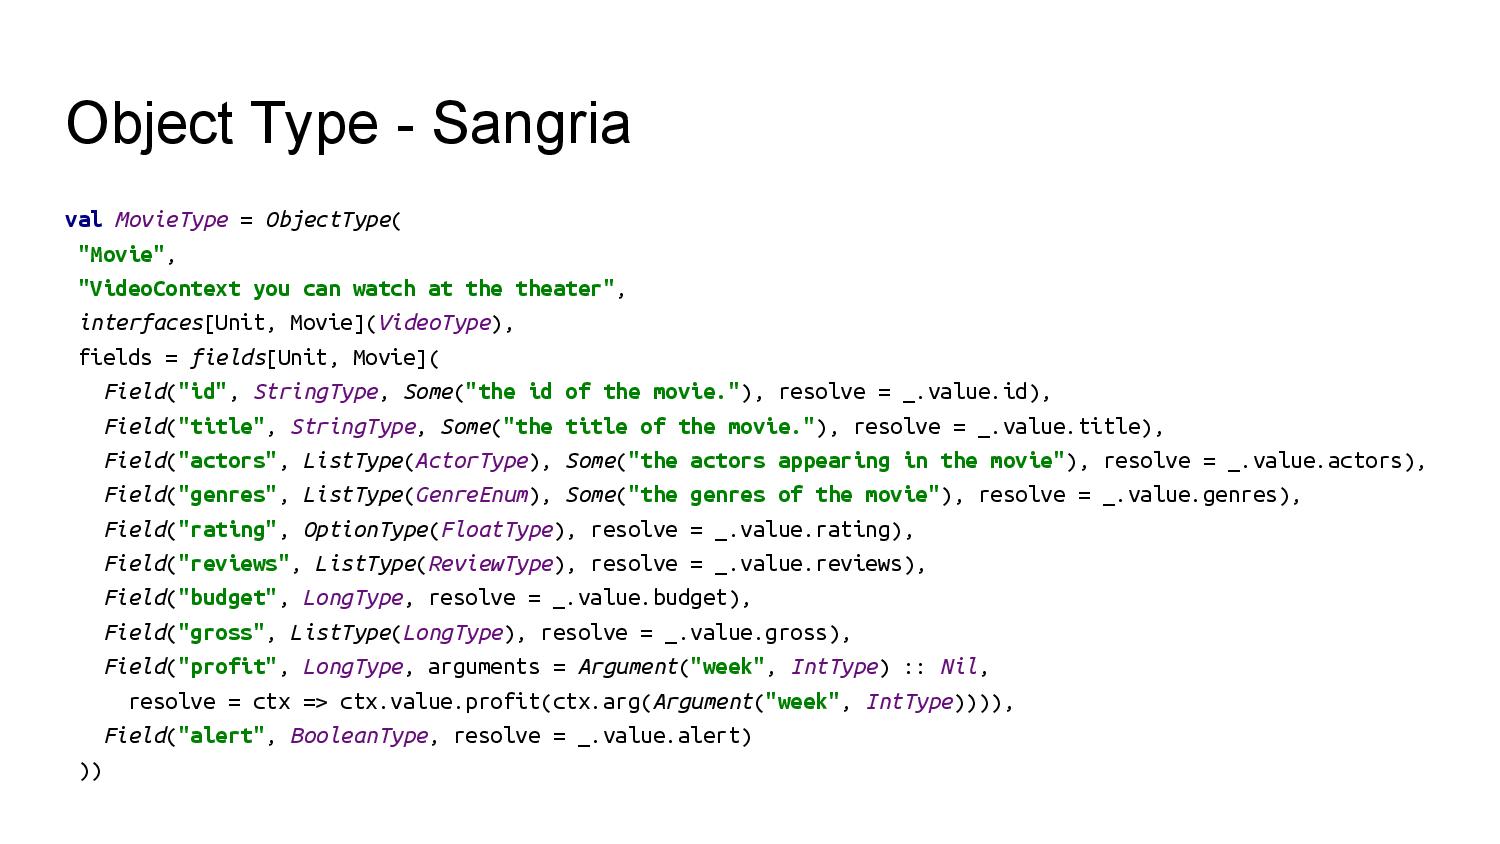 Object Type - Sangria
val MovieType = ObjectType(
"Movie",
"VideoContext you can watch at the theater",
interfaces[Unit, Movie](VideoType),
fields = fields[Unit, Movie](
Field("id", StringType, Some("the id of the movie."), resolve = _.value.id),
Field("title", StringType, Some("the title of the movie."), resolve = _.value.title),
Field("actors", ListType(ActorType), Some("the actors appearing in the movie"), resolve = _.value.actors),
Field("genres", ListType(GenreEnum), Some("the genres of the movie"), resolve = _.value.genres),
Field("rating", OptionType(FloatType), resolve = _.value.rating),
Field("reviews", ListType(ReviewType), resolve = _.value.reviews),
Field("budget", LongType, resolve = _.value.budget),
Field("gross", ListType(LongType), resolve = _.value.gross),
Field("profit", LongType, arguments = Argument("week", IntType) :: Nil,
resolve = ctx => ctx.value.profit(ctx.arg(Argument("week", IntType)))),
Field("alert", BooleanType, resolve = _.value.alert)
))